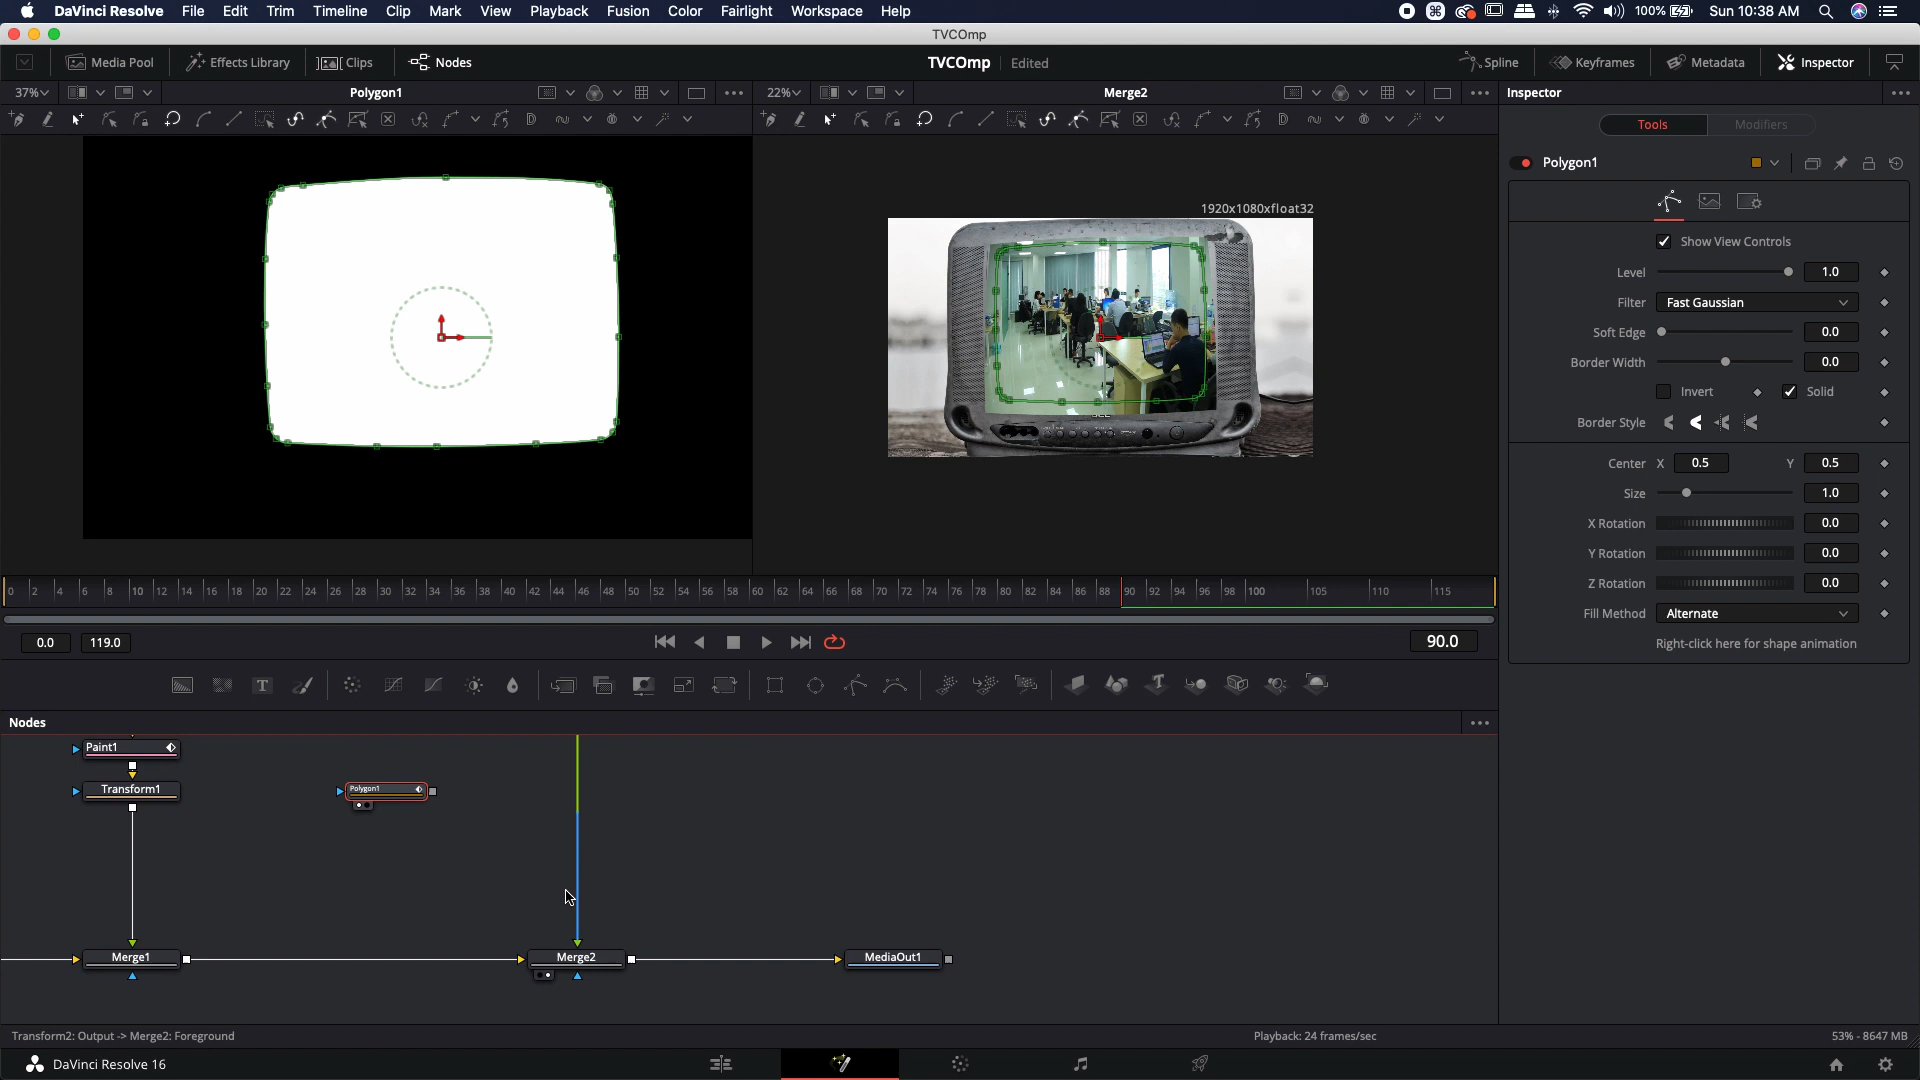 DaVinci Resolve File Edit Trim Timeline Clip Mark View Playback Fusion Color Fairlight Workspace Help 100% Sun 10:38 AM
TVCOmp
Media Pool Effects Library Clips Nodes TVCOmp Edited Spline Keyframes Metadata Inspector
37% Polygon1 22% Merge2 Inspector
Tools Modifiers
Polygon1
1920x1080xfloat32
Show View Controls
Level 1.0
Filter Fast Gaussian
Soft Edge 0.0
Border Width 0.0
Invert Solid
Border Style
Center X 0.5 Y 0.5
Size 1.0
X Rotation 0.0
Y Rotation 0.0
Z Rotation 0.0
Fill Method Alternate
Right-click here for shape animation
0 2 4 6 8 10 12 14 16 18 20 22 24 26 28 30 32 34 36 38 40 42 44 46 48 50 52 54 56 58 60 62 64 66 68 70 72 74 76 78 80 82 84 86 88 90 92 94 96 98 100 105 110 115
0.0 119.0 90.0
Nodes
Paint1
Transform1 Polygon1
Merge1 Merge2 MediaOut1
Transform2: Output -> Merge2: Foreground Playback: 24 frames/sec 53% - 8647 MB
DaVinci Resolve 16